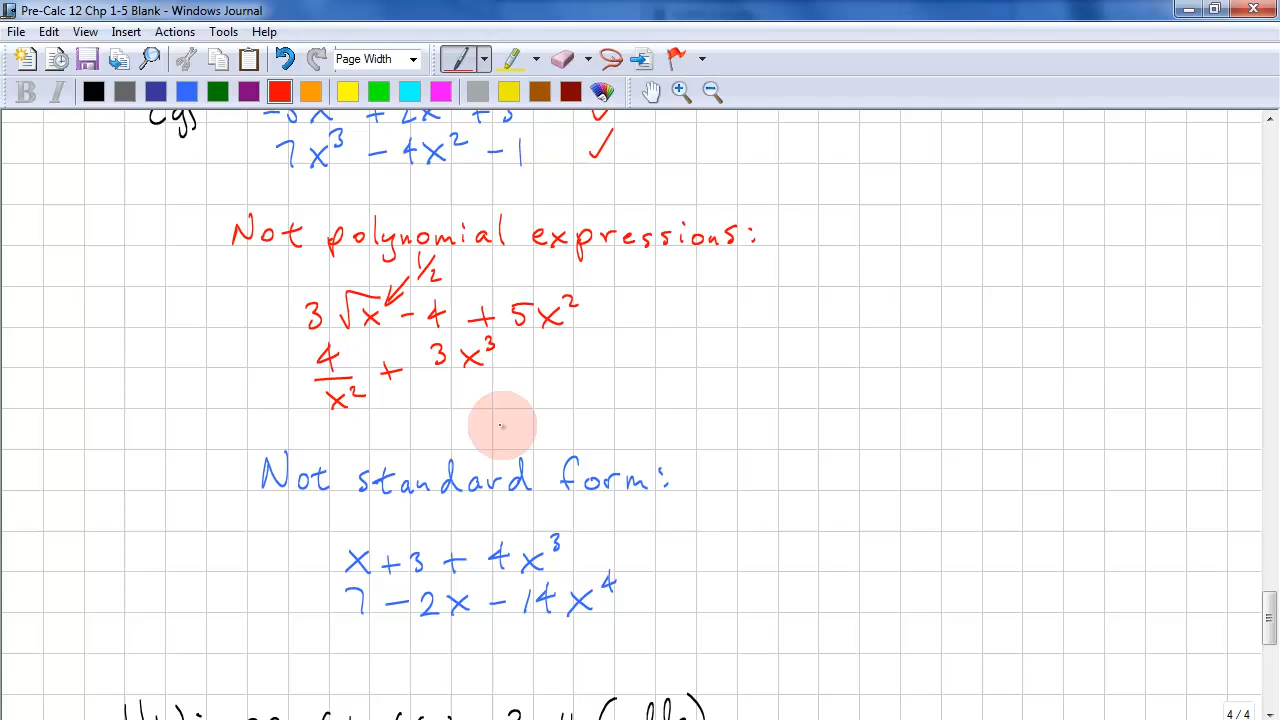 Pre-Calc 12 Chp 1-5 Blank - Windows Journal
File Edit View Insert Actions Tools Help
Page Width
B I
Egs
7x³ - 4x² - 1 ✓
Not polynomial expressions:
1/2
3√x - 4 + 5x²
4/x² + 3x³
Not standard form:
x + 3 + 4x³
7 - 2x - 14x⁴
4/4